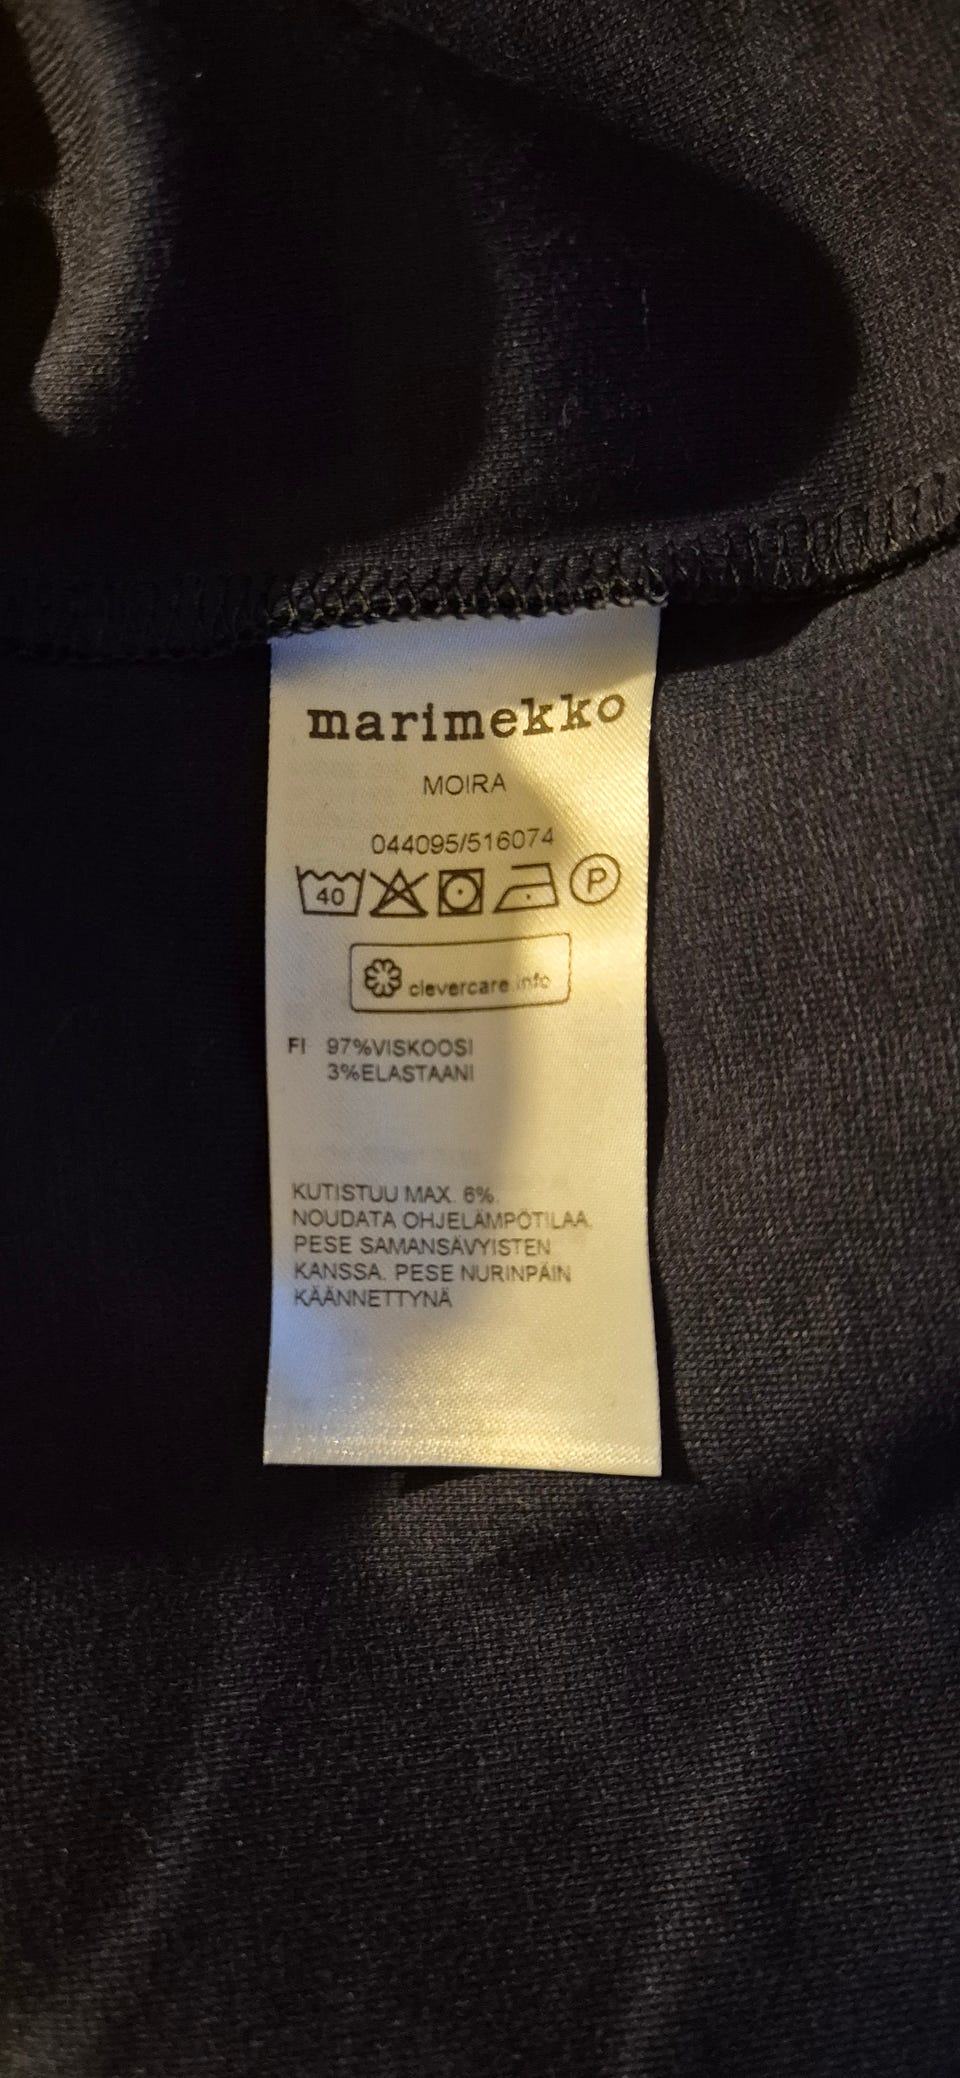 marimekko
MOIRA
044095/516074
40 P
clevercare.info
FI 97%VISKOOSI
3%ELASTAANI
KUTISTUU MAX. 6%.
NOUDATA OHJELÄMPÖTILAA.
PESE SAMANSÄVYISTEN
KANSSA. PESE NURINPÄIN
KÄÄNNETTYNÄ